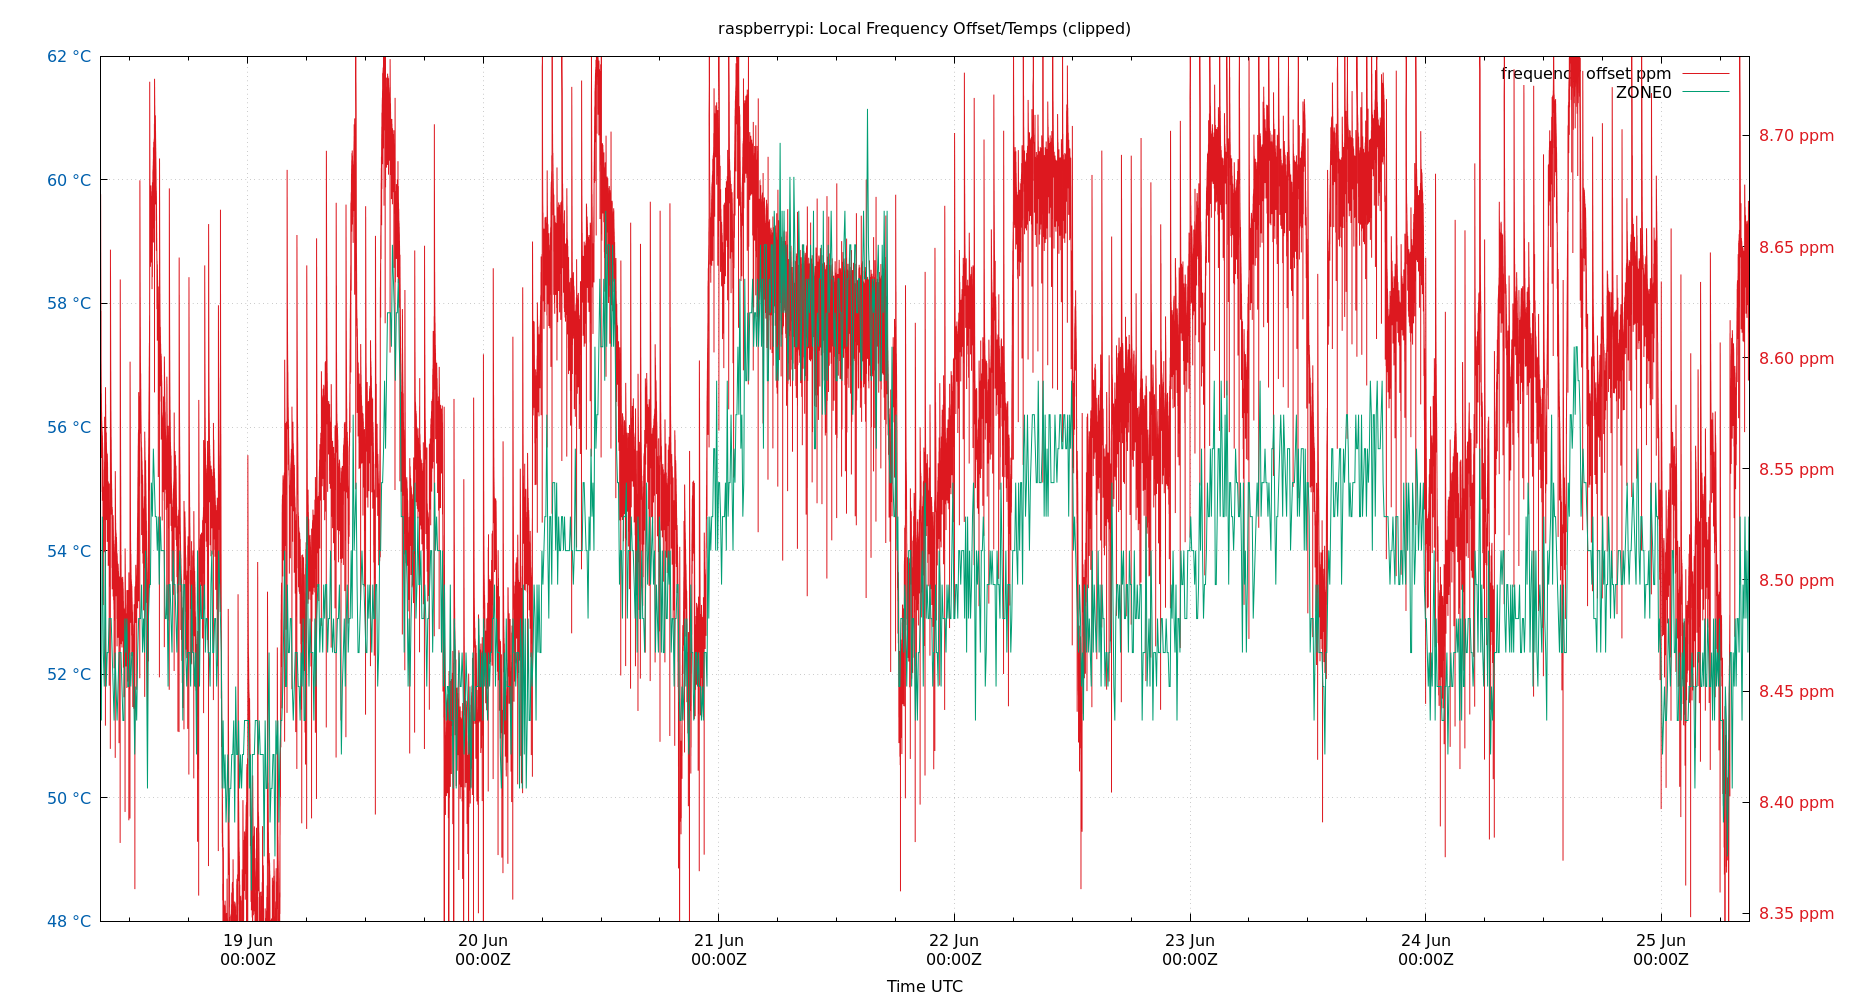 raspberrypi: Local Frequency Offset/Temps (clipped)
frequency offset ppm
ZONE0
62 °C
60 °C
58 °C
56 °C
54 °C
52 °C
50 °C
48 °C
8.70 ppm
8.65 ppm
8.60 ppm
8.55 ppm
8.50 ppm
8.45 ppm
8.40 ppm
8.35 ppm
19 Jun
00:00Z
20 Jun
00:00Z
21 Jun
00:00Z
22 Jun
00:00Z
23 Jun
00:00Z
24 Jun
00:00Z
25 Jun
00:00Z
Time UTC